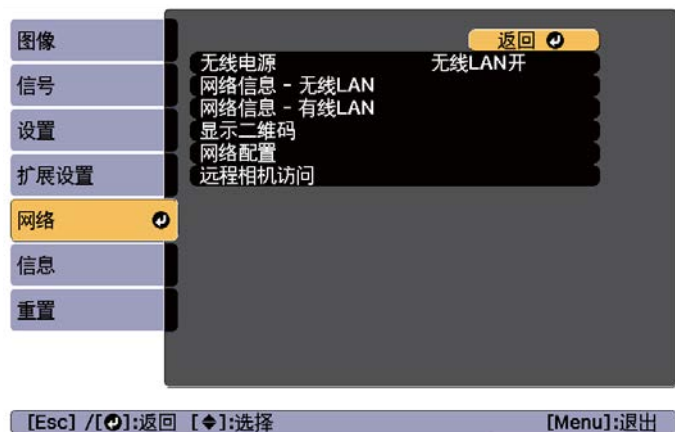 图像
信号
设置
扩展设置
网络
信息
重置
返回
无线电源 无线LAN开
网络信息 - 无线LAN
网络信息 - 有线LAN
显示二维码
网络配置
远程相机访问
[Esc] /[]:返回 []:选择 [Menu]:退出